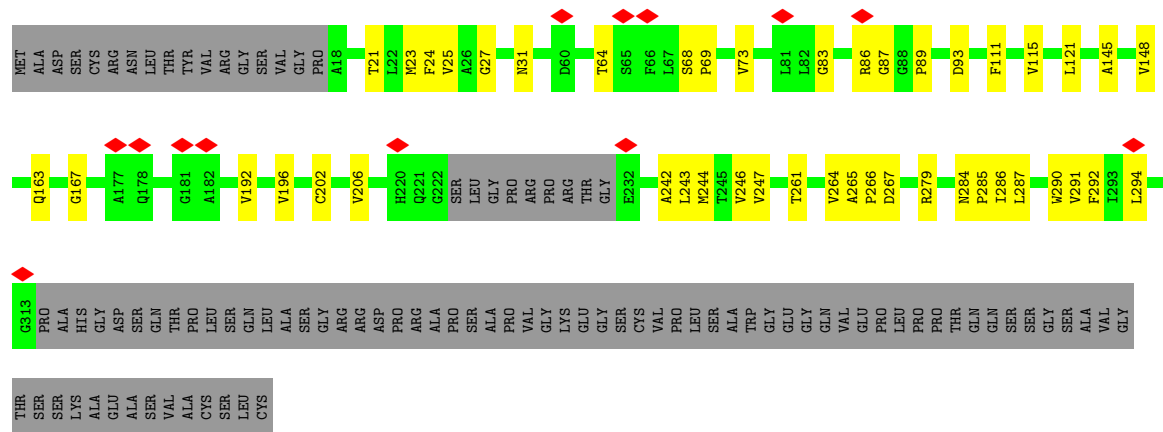 MET ALA ASP SER CYS ARG ASN LEU THR TYR VAL ARG GLY SER VAL GLY PRO A18 T21 L22 M23 F24 V25 A26 G27 N31 D60 T64 S65 F66 L67 S68 P69 V73 L81 L82 G83 R86 G87 G88 P89 D93 F111 V115 L121 A145 V148
Q163 G167 A177 Q178 G181 A182 V192 V196 C202 V206 H220 Q221 G222 SER LEU GLY PRO ARG PRO ARG THR GLY E232 A242 L243 M244 T245 V246 V247 T261 V264 A265 P266 D267 R279 N284 P285 I286 L287 W290 V291 F292 I293 L294
G313 PRO ALA HIS GLY ASP SER GLN THR PRO LEU SER GLN LEU ALA SER GLY ARG ARG ASP PRO ARG ALA PRO SER ALA PRO VAL GLY LYS GLU GLY SER CYS VAL PRO LEU SER ALA TRP GLY GLU GLY GLN VAL GLU PRO LEU PRO PRO THR GLN GLN SER SER GLY SER ALA VAL GLY
THR SER SER LYS ALA GLU ALA SER VAL ALA CYS SER LEU CYS